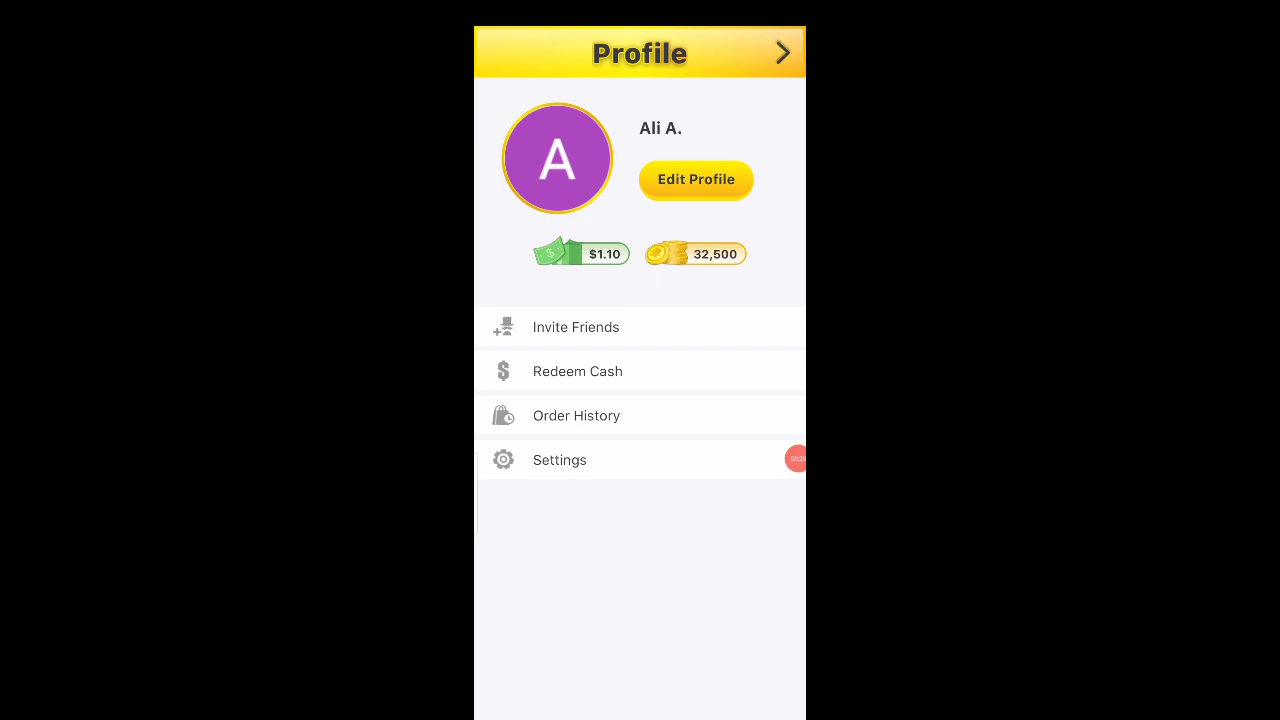 Profile
A
Ali A.
Edit Profile
$1.10
32,500
Invite Friends
Redeem Cash
Order History
Settings